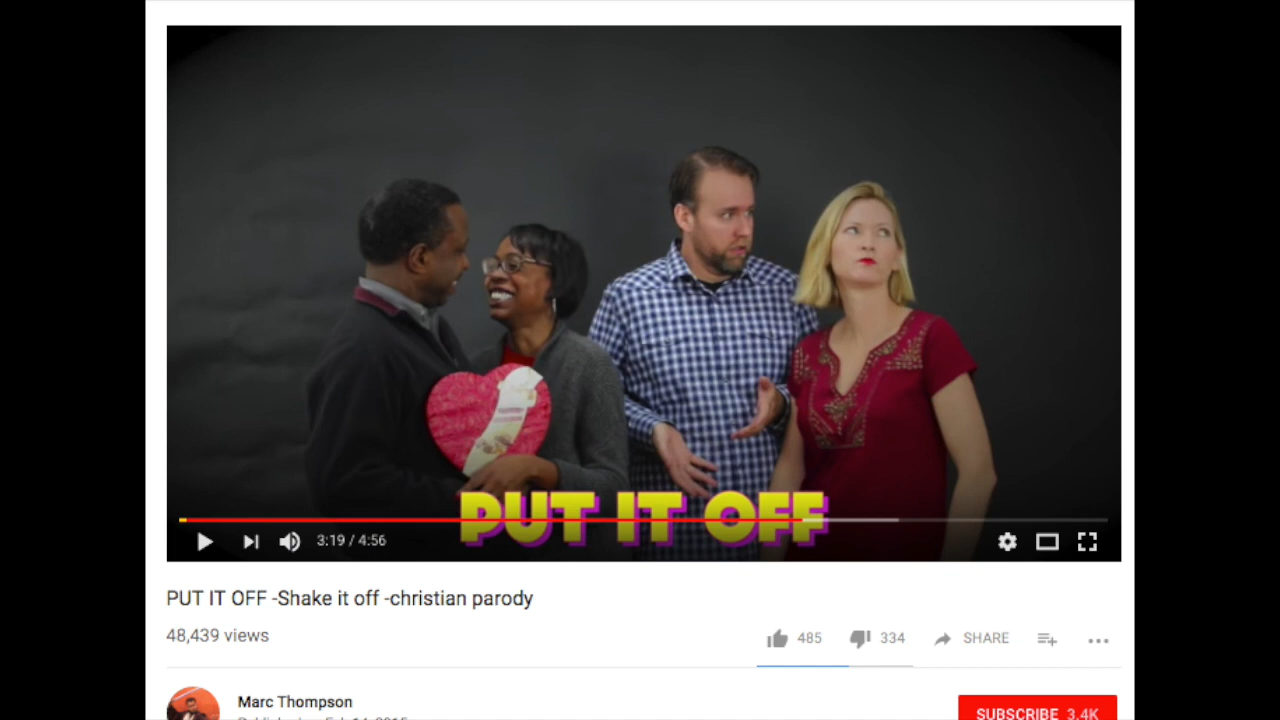 PUT IT OFF
3:19 / 4:56
PUT IT OFF -Shake it off -christian parody
48,439 views
485 334 SHARE
Marc Thompson
SUBSCRIBE 3.4K